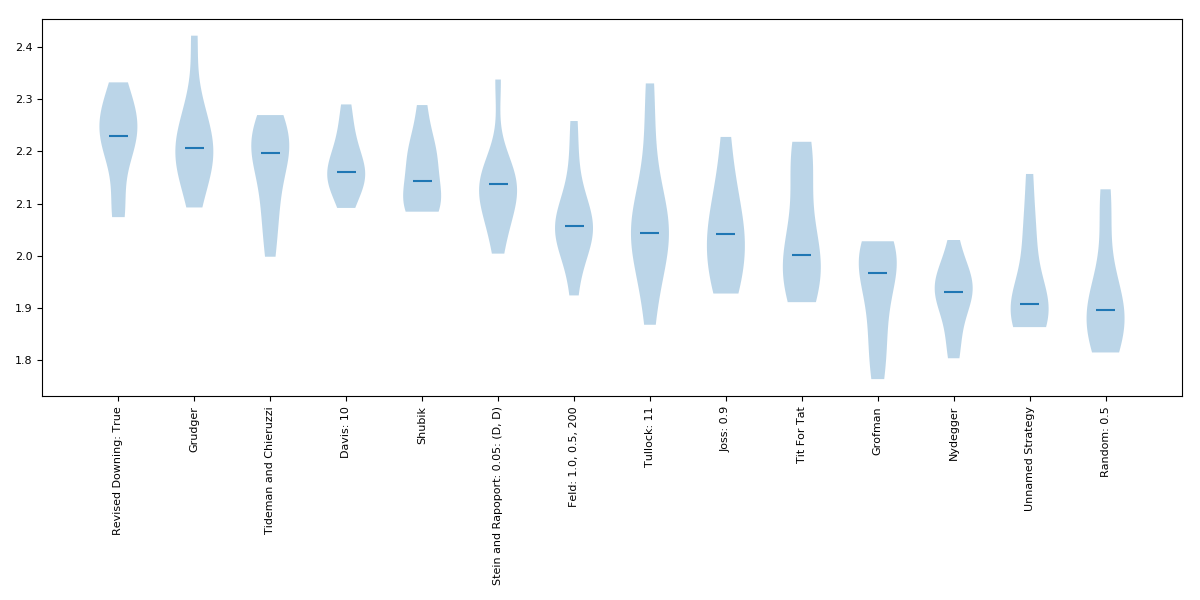 2.4
2.3
2.2
2.1
2.0
1.9
1.8
Revised Downing: True
Grudger
Tideman and Chieruzzi
Davis: 10
Shubik
Stein and Rapoport: 0.05: (D, D)
Feld: 1.0, 0.5, 200
Tullock: 11
Joss: 0.9
Tit For Tat
Grofman
Nydegger
Unnamed Strategy
Random: 0.5